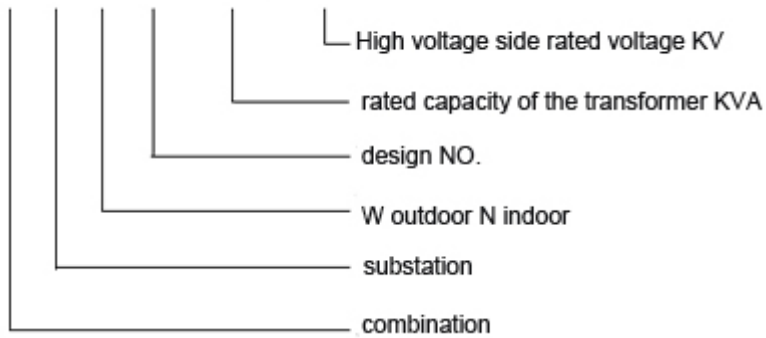 High voltage side rated voltage KV
rated capacity of the transformer KVA
design NO.
W outdoor N indoor
substation
combination